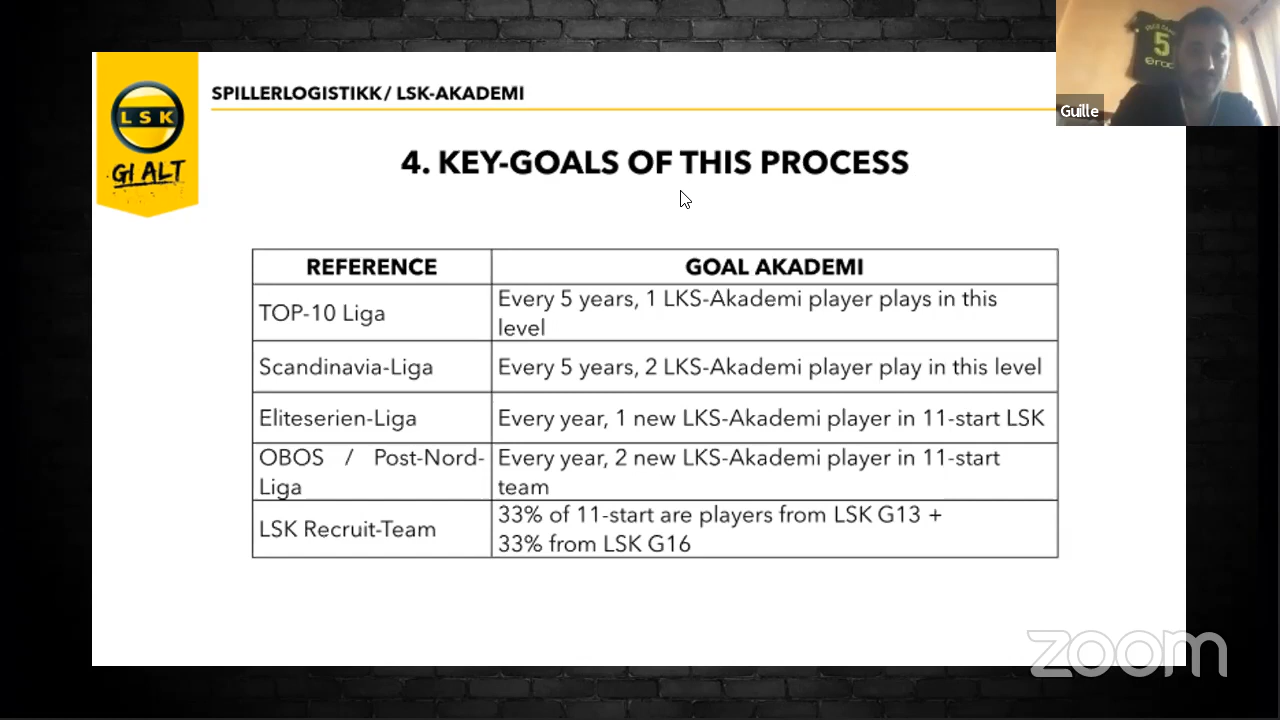 LSK
GI ALT
SPILLERLOGISTIKK/ LSK-AKADEMI
5
Guille
4. KEY-GOALS OF THIS PROCESS
REFERENCE
GOAL AKADEMI
TOP-10 Liga
Every 5 years, 1 LKS-Akademi player plays in this
level
Scandinavia-Liga
Every 5 years, 2 LKS-Akademi player play in this level
Eliteserien-Liga
Every year, 1 new LKS-Akademi player in 11-start LSK
OBOS / Post-Nord-
Liga
Every year, 2 new LKS-Akademi player in 11-start
team
LSK Recruit-Team
33% of 11-start are players from LSK G13 +
33% from LSK G16
zoom